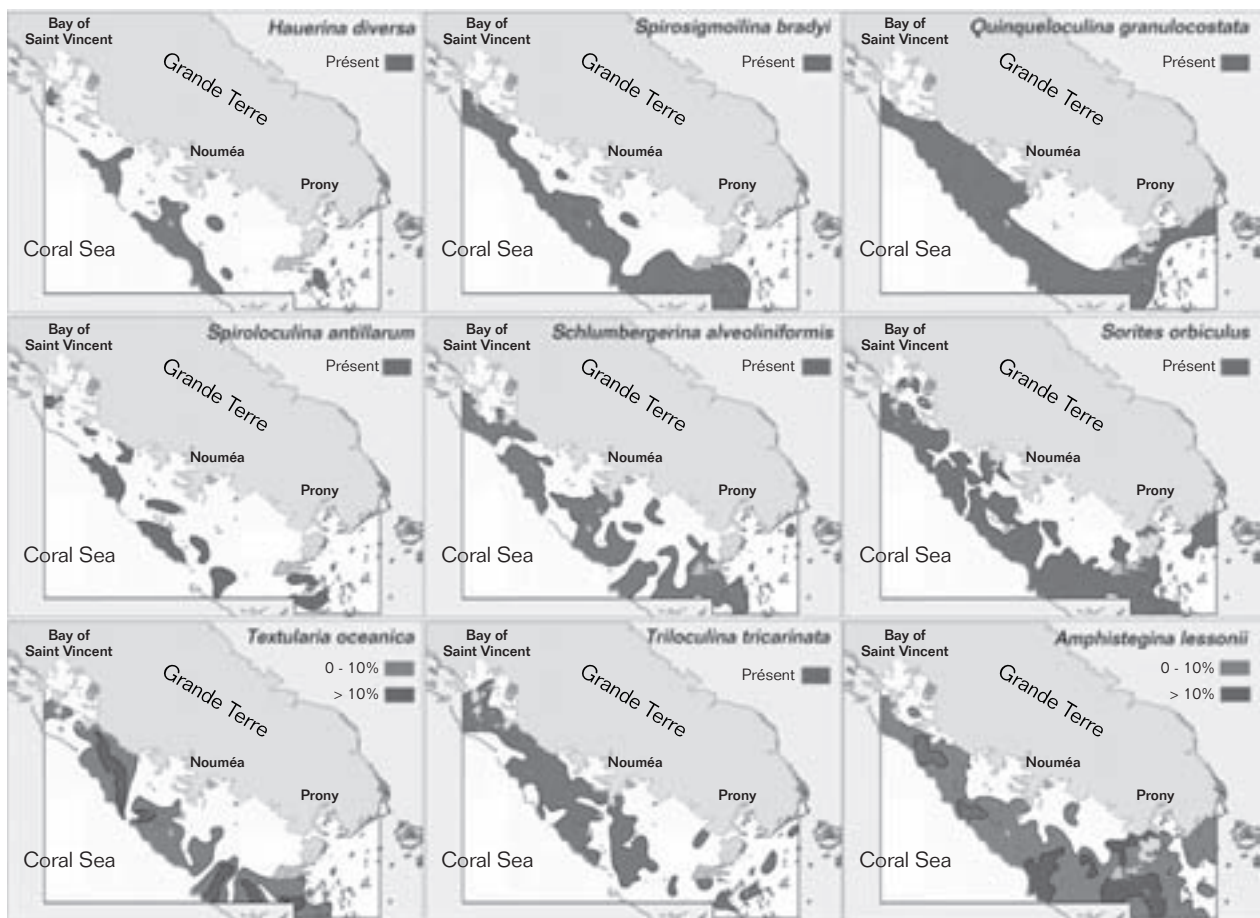 Bay of
Saint Vincent
Hauerina diversa
Présent
Grande Terre
Nouméa
Prony
Coral Sea
Bay of
Saint Vincent
Spirosigmoilina bradyi
Présent
Grande Terre
Nouméa
Prony
Coral Sea
Bay of
Saint Vincent
Quinqueloculina granulocostata
Présent
Grande Terre
Nouméa
Prony
Coral Sea
Bay of
Saint Vincent
Spiroloculina antillarum
Présent
Grande Terre
Nouméa
Prony
Coral Sea
Bay of
Saint Vincent
Schlumbergerina alveoliniformis
Présent
Grande Terre
Nouméa
Prony
Coral Sea
Bay of
Saint Vincent
Sorites orbiculus
Présent
Grande Terre
Nouméa
Prony
Coral Sea
Bay of
Saint Vincent
Textularia oceanica
0 - 10%
> 10%
Grande Terre
Nouméa
Prony
Coral Sea
Bay of
Saint Vincent
Triloculina tricarinata
Présent
Grande Terre
Nouméa
Prony
Coral Sea
Bay of
Saint Vincent
Amphistegina lessonii
0 - 10%
> 10%
Grande Terre
Nouméa
Prony
Coral Sea